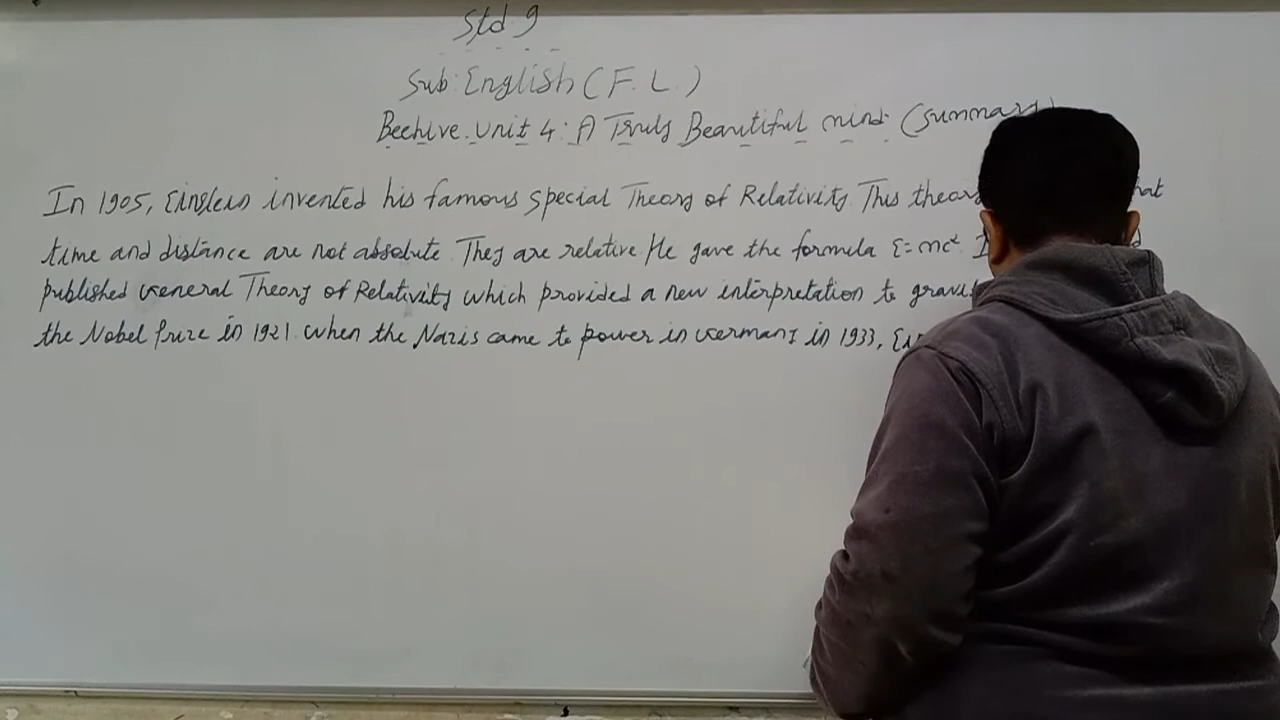 Std 9
Sub: English (F. L.)
Beehive. Unit 4: A Truly Beautiful mind. (Summary)
In 1905, Einstein invented his famous special Theory of Relativity. This theory hat
time and distance are not absolute. They are relative. He gave the formula E=mc². I
published General Theory of Relativity which provided a new interpretation to gravi
the Nobel Prize in 1921. When the Nazis came to power in Germany in 1933, Ei